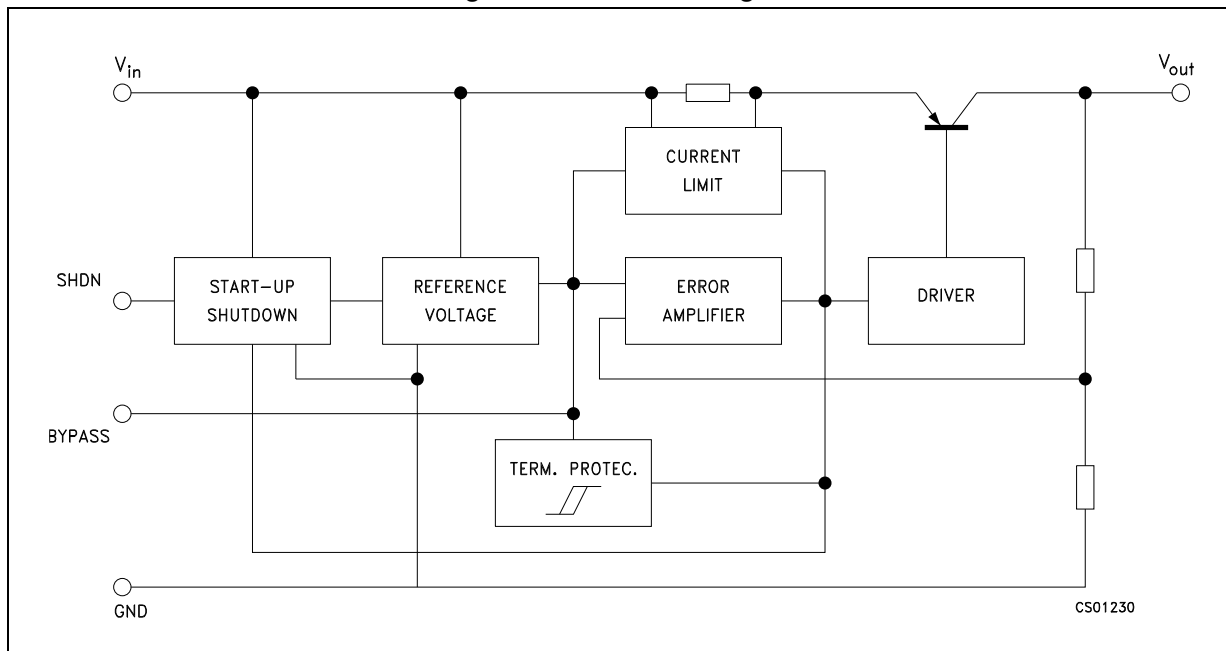 V_in
V_out
CURRENT
LIMIT
SHDN
START-UP
SHUTDOWN
REFERENCE
VOLTAGE
ERROR
AMPLIFIER
DRIVER
BYPASS
TERM. PROTEC.
GND
CS01230